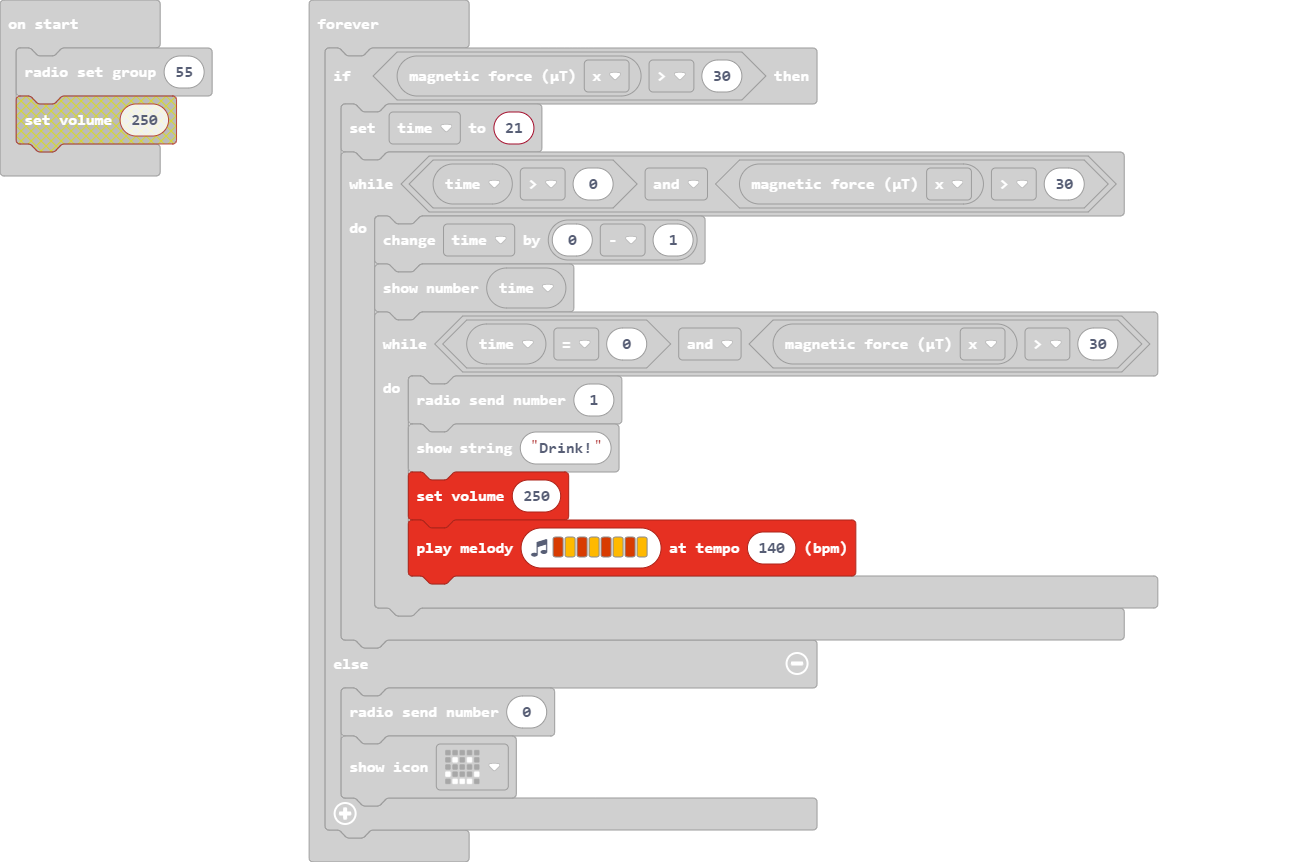 on start
radio set group 55
set volume 250
forever
if magnetic force (µT) x > 30 then
set time to 21
while time > 0 and magnetic force (µT) x > 30
do
change time by 0 - 1
show number time
while time = 0 and magnetic force (µT) x > 30
do
radio send number 1
show string "Drink!"
set volume 250
play melody at tempo 140 (bpm)
else
radio send number 0
show icon